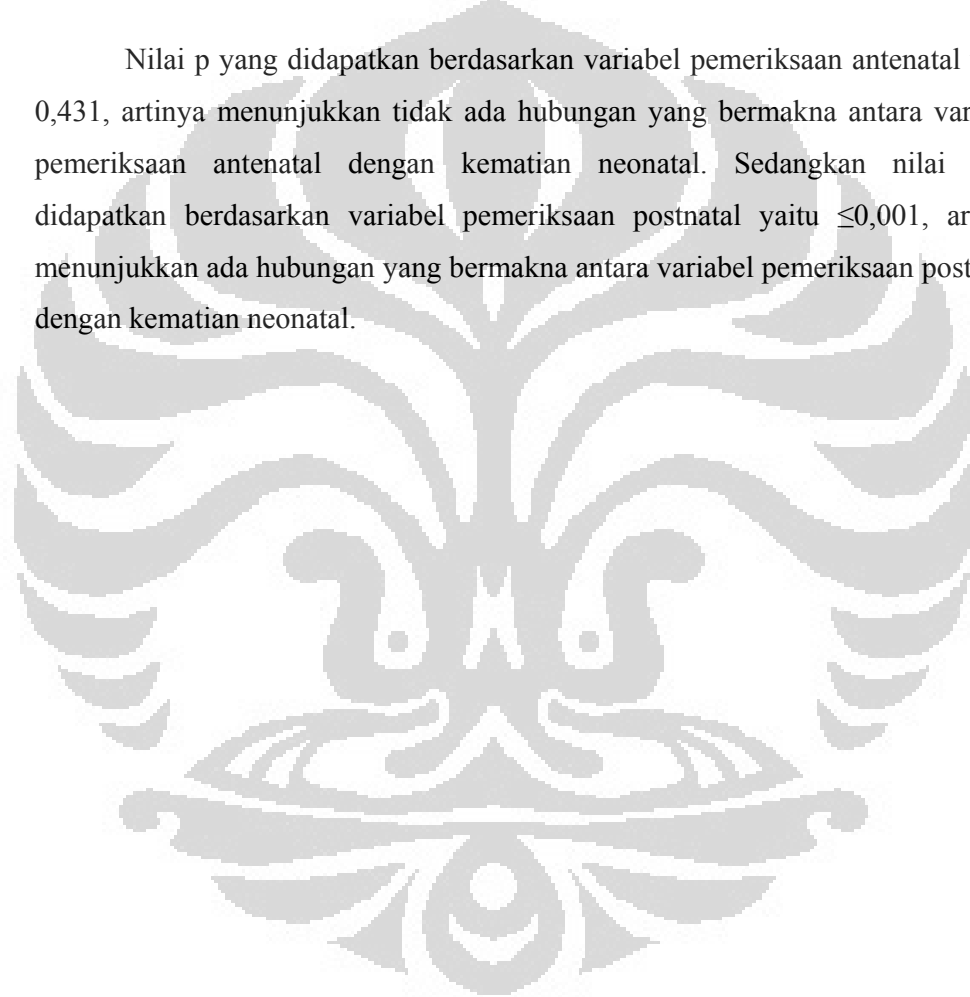 Nilai p yang didapatkan berdasarkan variabel pemeriksaan antenatal
0,431, artinya menunjukkan tidak ada hubungan yang bermakna antara var
pemeriksaan antenatal dengan kematian neonatal. Sedangkan nilai
didapatkan berdasarkan variabel pemeriksaan postnatal yaitu ≤0,001, ar
menunjukkan ada hubungan yang bermakna antara variabel pemeriksaan post
dengan kematian neonatal.